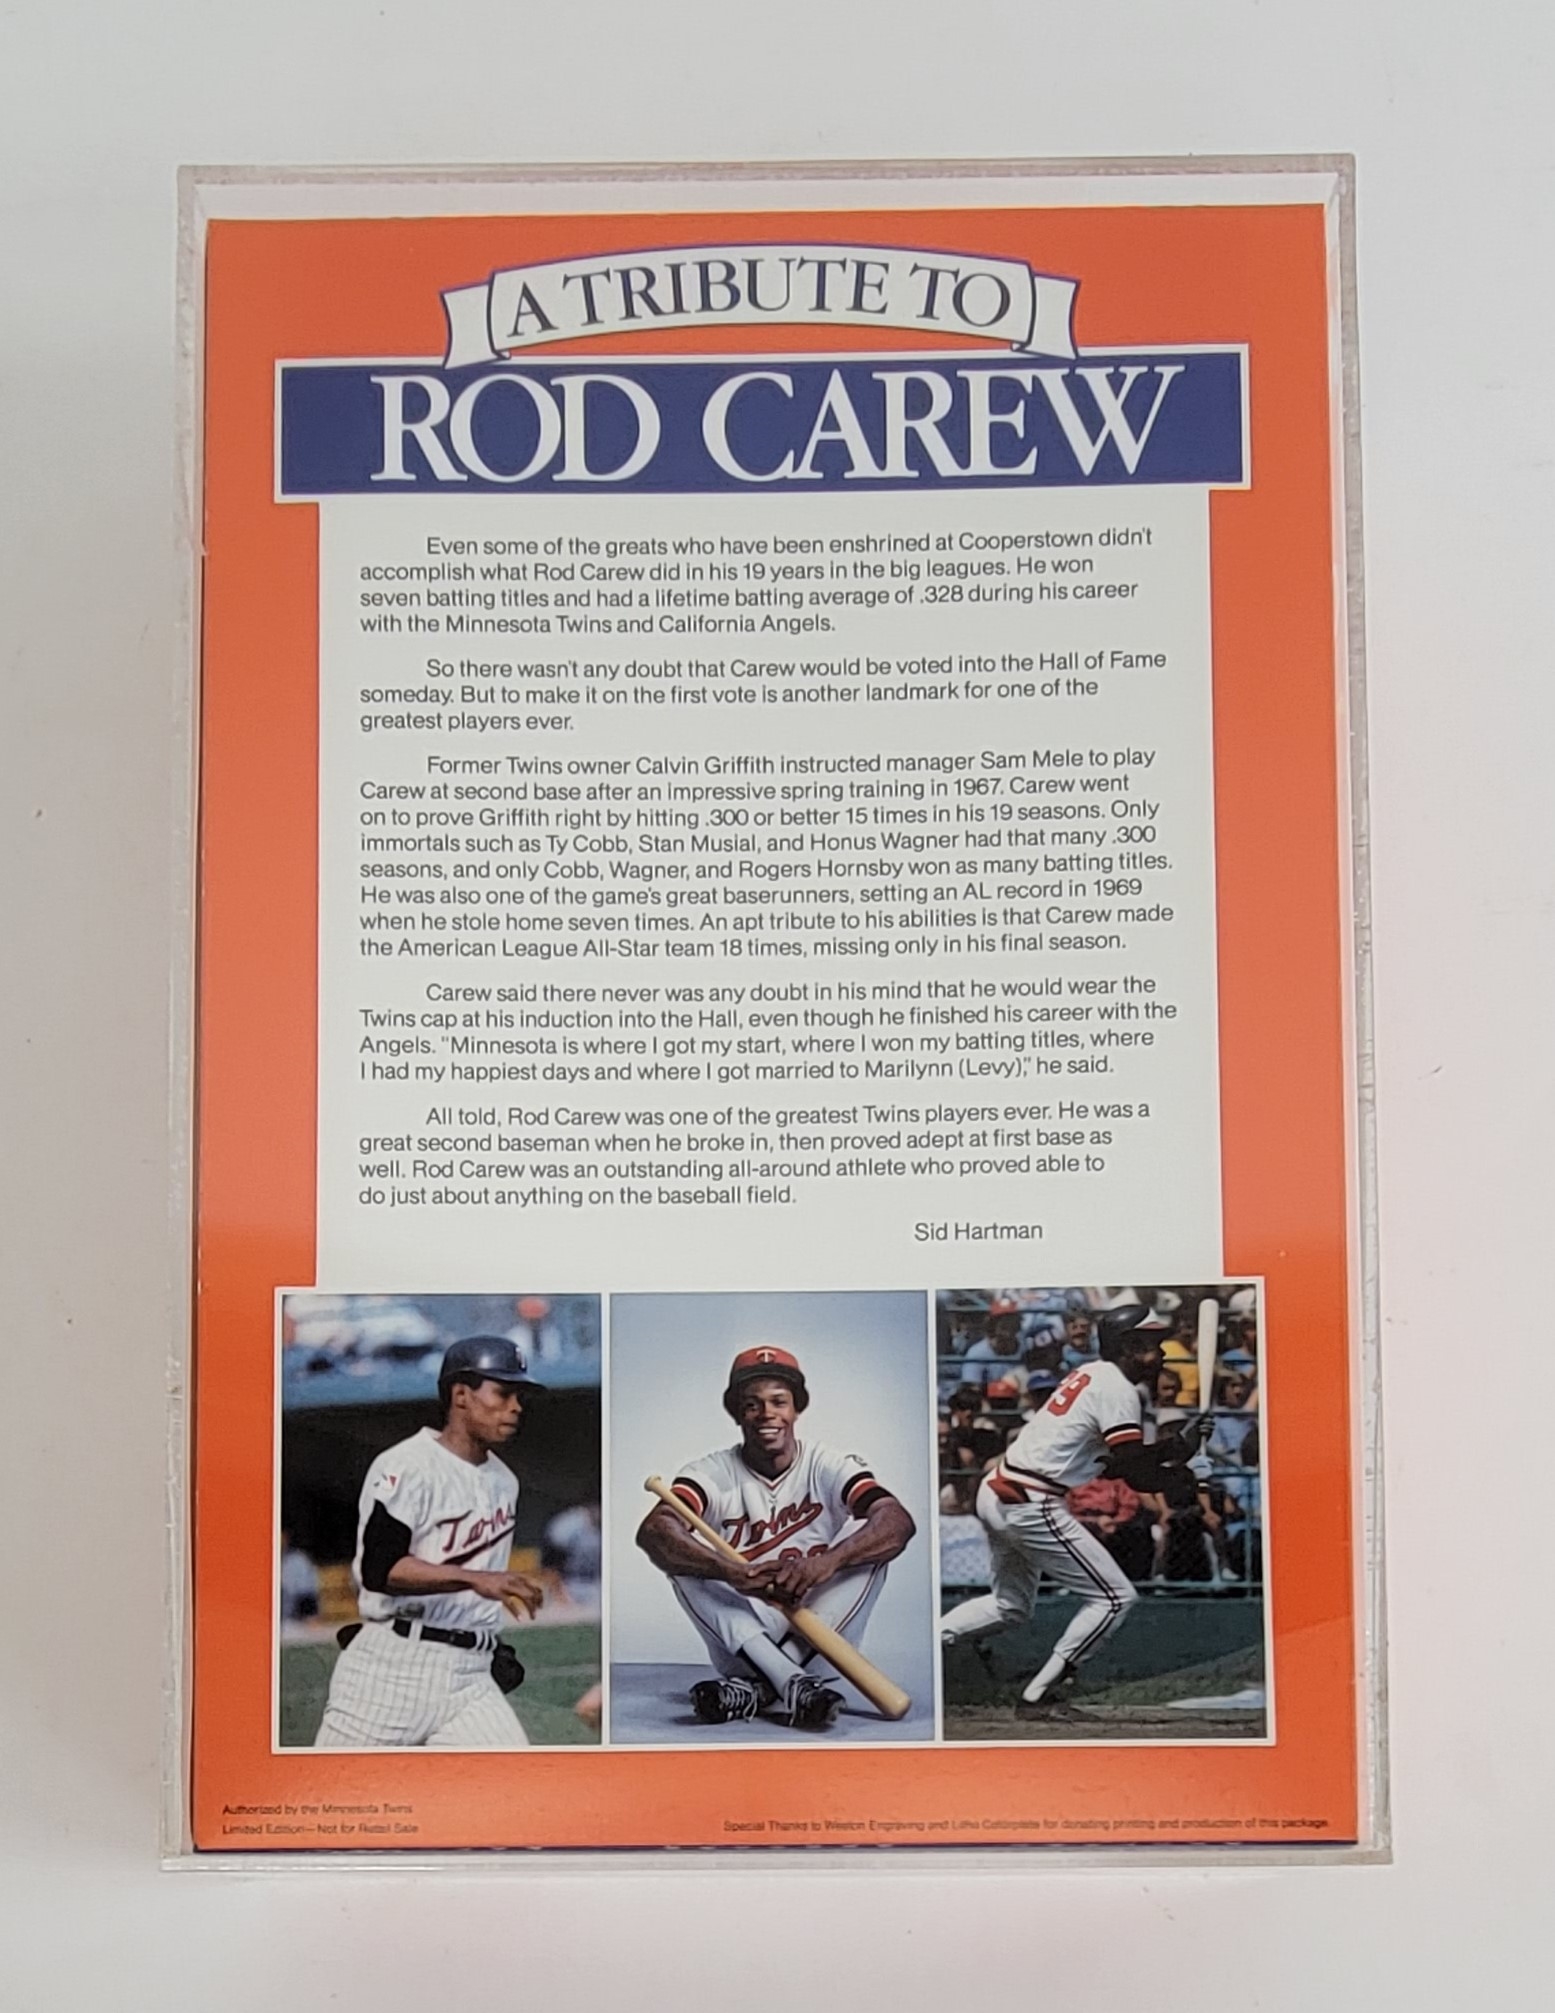 A TRIBUTE TO
ROD CAREW
Even some of the greats who have been enshrined at Cooperstown didn't
accomplish what Rod Carew did in his 19 years in the big leagues. He won
seven batting titles and had a lifetime batting average of .328 during his career
with the Minnesota Twins and California Angels.
So there wasn't any doubt that Carew would be voted into the Hall of Fame
someday. But to make it on the first vote is another landmark for one of the
greatest players ever.
Former Twins owner Calvin Griffith instructed manager Sam Mele to play
Carew at second base after an impressive spring training in 1967. Carew went
on to prove Griffith right by hitting .300 or better 15 times in his 19 seasons. Only
immortals such as Ty Cobb, Stan Musial, and Honus Wagner had that many .300
seasons, and only Cobb, Wagner, and Rogers Hornsby won as many batting titles.
He was also one of the game's great baserunners, setting an AL record in 1969
when he stole home seven times. An apt tribute to his abilities is that Carew made
the American League All-Star team 18 times, missing only in his final season.
Carew said there never was any doubt in his mind that he would wear the
Twins cap at his induction into the Hall, even though he finished his career with the
Angels. "Minnesota is where I got my start, where I won my batting titles, where
I had my happiest days and where I got married to Marilynn (Levy)," he said.
All told, Rod Carew was one of the greatest Twins players ever. He was a
great second baseman when he broke in, then proved adept at first base as
well. Rod Carew was an outstanding all-around athlete who proved able to
do just about anything on the baseball field.
Sid Hartman
T
29
Twins
Twins
Authorized by the Minnesota Twins
Limited Edition—Not for Retail Sale
Special Thanks to Weston Engraving and Litho Colorplate for donating printing and production of this package.